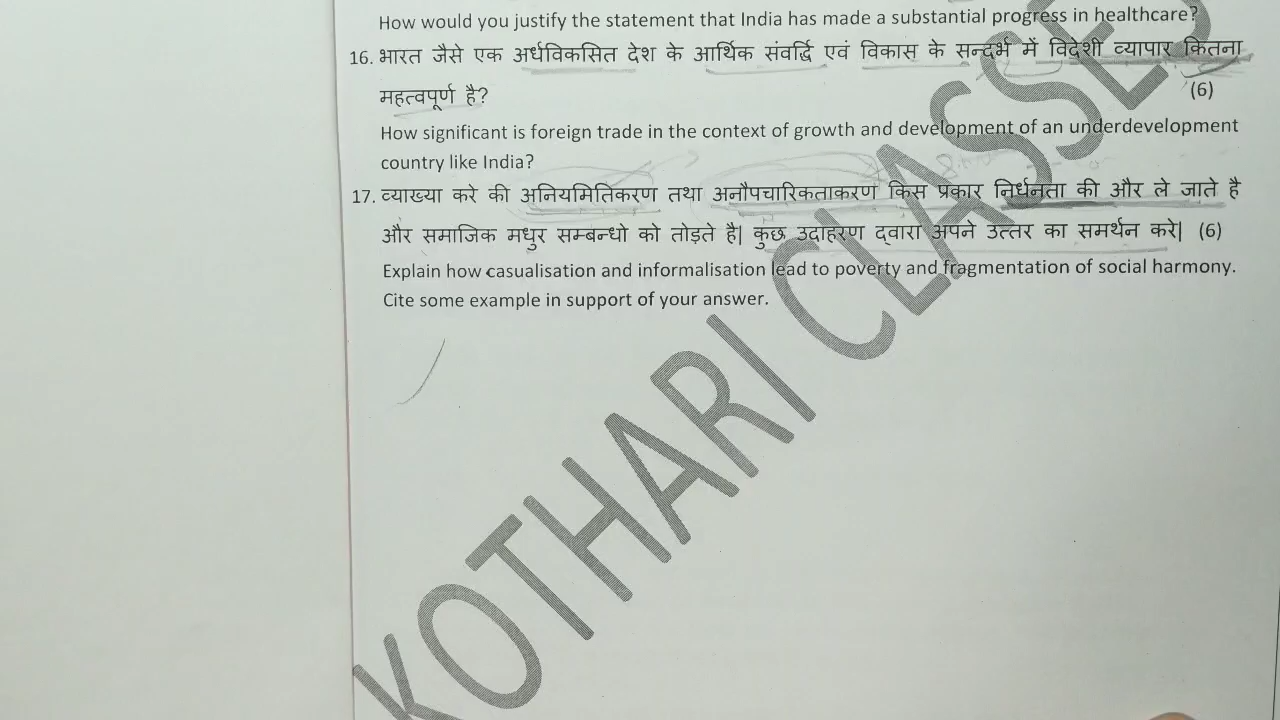 How would you justify the statement that India has made a substantial progress in healthcare?
16. भारत जैसे एक अर्धविकसित देश के आर्थिक संवर्द्धि एवं विकास के सन्दर्भ में विदेशी व्यापार कितना
महत्वपूर्ण है? (6)
How significant is foreign trade in the context of growth and development of an underdevelopment
country like India?
17. व्याख्या करे की अनियमितिकरण तथा अनौपचारिकताकरण किस प्रकार निर्धनता की और ले जाते है
और समाजिक मधुर सम्बन्धो को तोड़ते है| कुछ उदाहरण द्वारा अपने उत्तर का समर्थन करे| (6)
Explain how casualisation and informalisation lead to poverty and fragmentation of social harmony.
Cite some example in support of your answer.
KOTHARI CLASSES